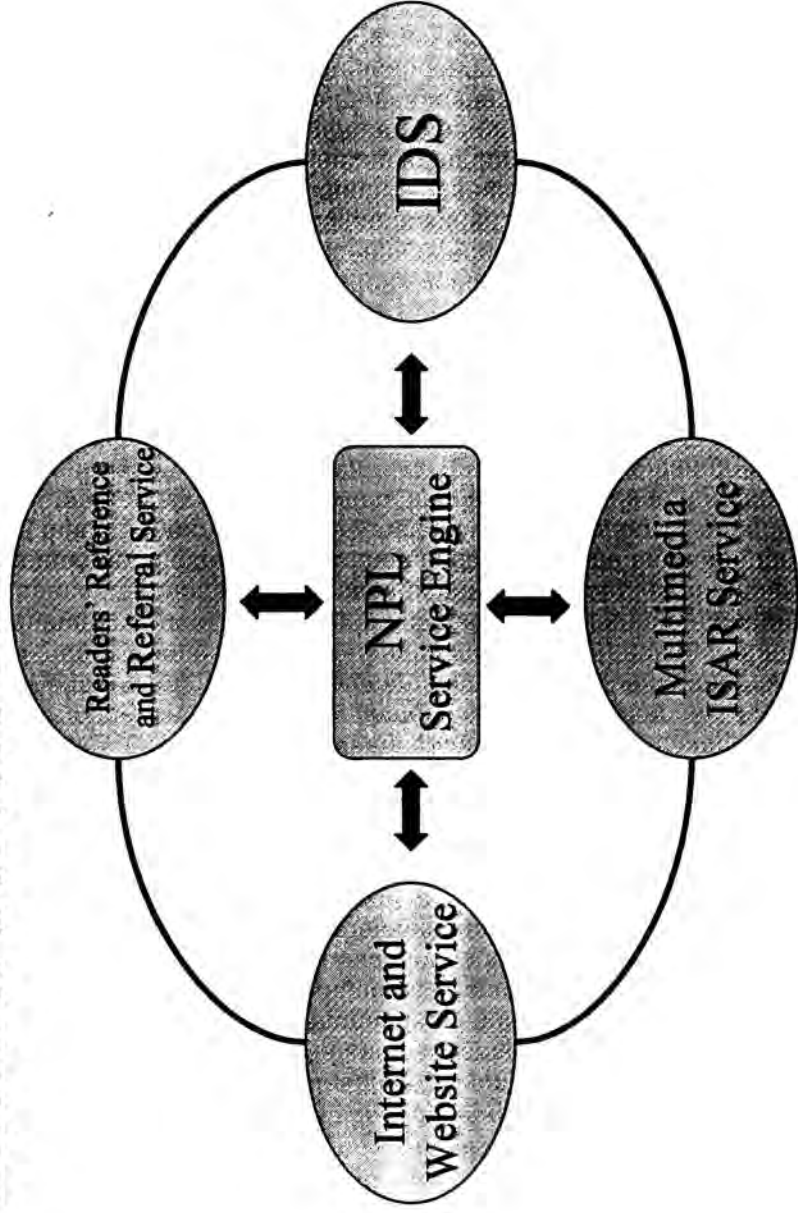 Readers' Reference
and Referral Service
Internet and
Website Service
NPL
Service Engine
IDS
Multimedia
ISAR Service